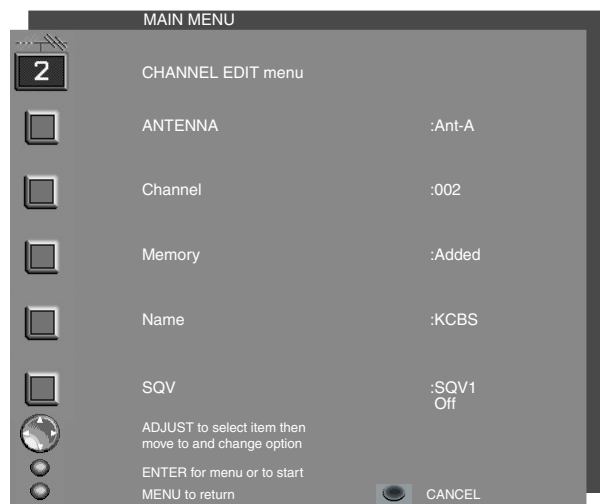 MAIN MENU
2
CHANNEL EDIT menu
ANTENNA :Ant-A
Channel :002
Memory :Added
Name :KCBS
SQV :SQV1
Off
ADJUST to select item then
move to and change option
ENTER for menu or to start
MENU to return CANCEL